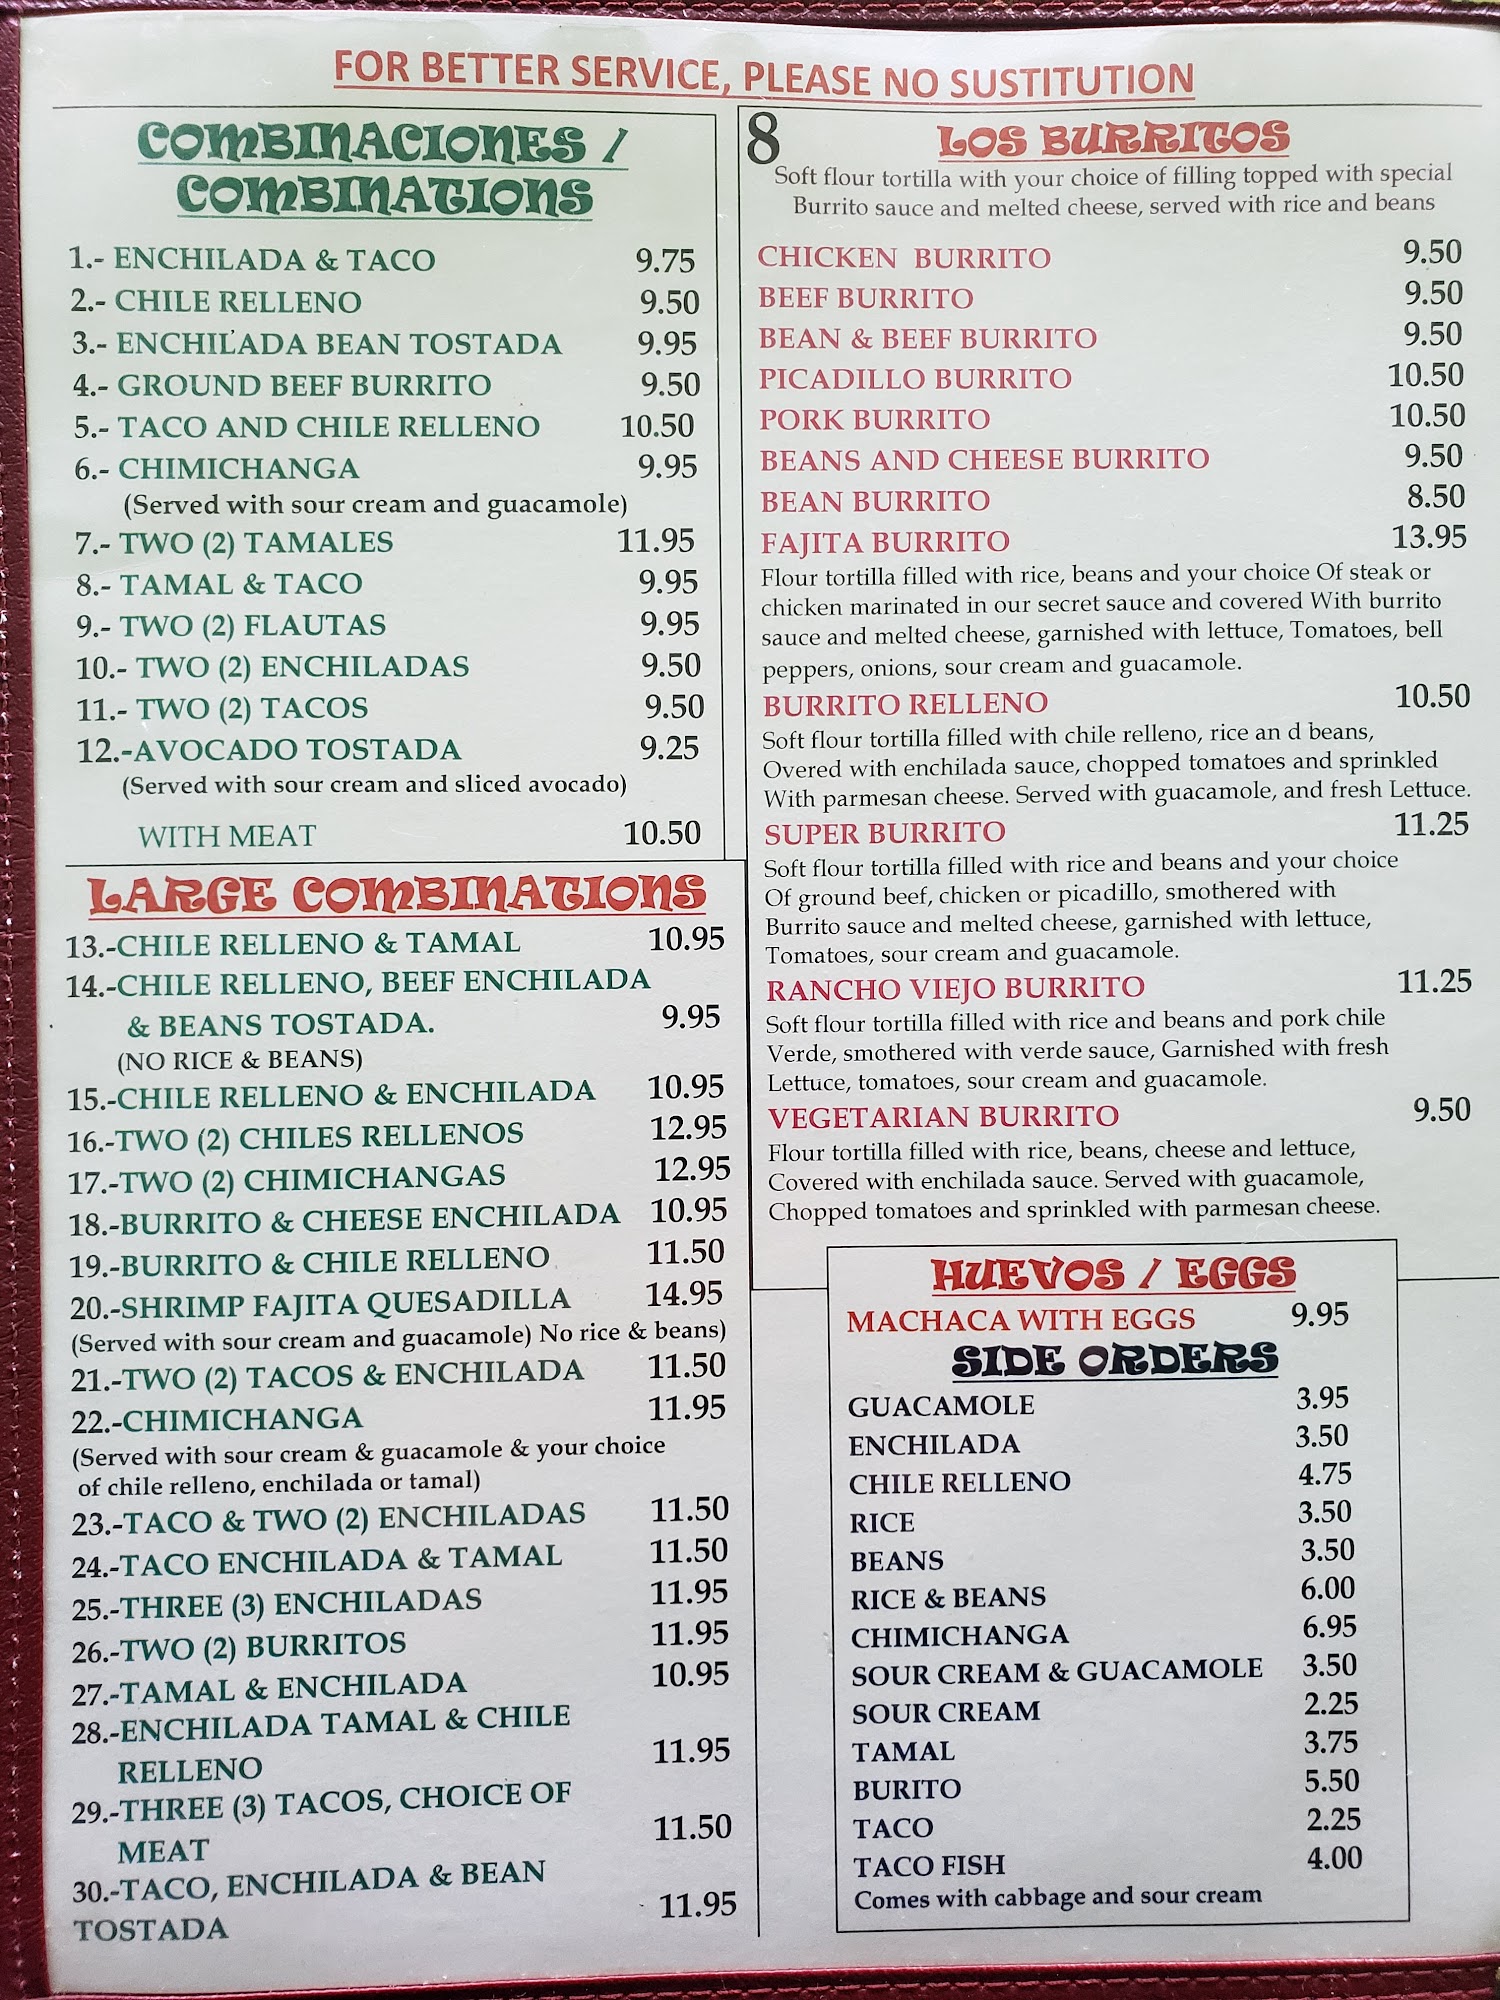 FOR BETTER SERVICE, PLEASE NO SUSTITUTION
COMBINACIONES /
COMBINATIONS
1.- ENCHILADA & TACO 9.75
2.- CHILE RELLENO 9.50
3.- ENCHILADA BEAN TOSTADA 9.95
4.- GROUND BEEF BURRITO 9.50
5.- TACO AND CHILE RELLENO 10.50
6.- CHIMICHANGA 9.95
(Served with sour cream and guacamole)
7.- TWO (2) TAMALES 11.95
8.- TAMAL & TACO 9.95
9.- TWO (2) FLAUTAS 9.95
10.- TWO (2) ENCHILADAS 9.50
11.- TWO (2) TACOS 9.50
12.-AVOCADO TOSTADA 9.25
(Served with sour cream and sliced avocado)
WITH MEAT 10.50
LARGE COMBINATIONS
13.-CHILE RELLENO & TAMAL 10.95
14.-CHILE RELLENO, BEEF ENCHILADA
& BEANS TOSTADA. 9.95
(NO RICE & BEANS)
15.-CHILE RELLENO & ENCHILADA 10.95
16.-TWO (2) CHILES RELLENOS 12.95
17.-TWO (2) CHIMICHANGAS 12.95
18.-BURRITO & CHEESE ENCHILADA 10.95
19.-BURRITO & CHILE RELLENO 11.50
20.-SHRIMP FAJITA QUESADILLA 14.95
(Served with sour cream and guacamole) No rice & beans)
21.-TWO (2) TACOS & ENCHILADA 11.50
22.-CHIMICHANGA 11.95
(Served with sour cream & guacamole & your choice
of chile relleno, enchilada or tamal)
23.-TACO & TWO (2) ENCHILADAS 11.50
24.-TACO ENCHILADA & TAMAL 11.50
25.-THREE (3) ENCHILADAS 11.95
26.-TWO (2) BURRITOS 11.95
27.-TAMAL & ENCHILADA 10.95
28.-ENCHILADA TAMAL & CHILE
RELLENO 11.95
29.-THREE (3) TACOS, CHOICE OF
MEAT 11.50
30.-TACO, ENCHILADA & BEAN
TOSTADA 11.95
8 LOS BURRITOS
Soft flour tortilla with your choice of filling topped with special
Burrito sauce and melted cheese, served with rice and beans
CHICKEN BURRITO 9.50
BEEF BURRITO 9.50
BEAN & BEEF BURRITO 9.50
PICADILLO BURRITO 10.50
PORK BURRITO 10.50
BEANS AND CHEESE BURRITO 9.50
BEAN BURRITO 8.50
FAJITA BURRITO 13.95
Flour tortilla filled with rice, beans and your choice Of steak or
chicken marinated in our secret sauce and covered With burrito
sauce and melted cheese, garnished with lettuce, Tomatoes, bell
peppers, onions, sour cream and guacamole.
BURRITO RELLENO 10.50
Soft flour tortilla filled with chile relleno, rice an d beans,
Overed with enchilada sauce, chopped tomatoes and sprinkled
With parmesan cheese. Served with guacamole, and fresh Lettuce.
SUPER BURRITO 11.25
Soft flour tortilla filled with rice and beans and your choice
Of ground beef, chicken or picadillo, smothered with
Burrito sauce and melted cheese, garnished with lettuce,
Tomatoes, sour cream and guacamole.
RANCHO VIEJO BURRITO 11.25
Soft flour tortilla filled with rice and beans and pork chile
Verde, smothered with verde sauce, Garnished with fresh
Lettuce, tomatoes, sour cream and guacamole.
VEGETARIAN BURRITO 9.50
Flour tortilla filled with rice, beans, cheese and lettuce,
Covered with enchilada sauce. Served with guacamole,
Chopped tomatoes and sprinkled with parmesan cheese.
HUEVOS / EGGS
MACHACA WITH EGGS 9.95
SIDE ORDERS
GUACAMOLE 3.95
ENCHILADA 3.50
CHILE RELLENO 4.75
RICE 3.50
BEANS 3.50
RICE & BEANS 6.00
CHIMICHANGA 6.95
SOUR CREAM & GUACAMOLE 3.50
SOUR CREAM 2.25
TAMAL 3.75
BURITO 5.50
TACO 2.25
TACO FISH 4.00
Comes with cabbage and sour cream